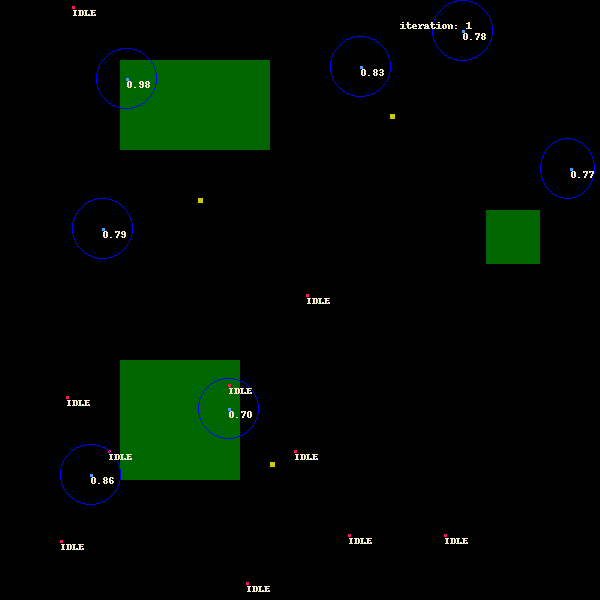 IDLE
iteration: 1
0.78
0.83
0.98
0.77
0.79
IDLE
IDLE
IDLE
0.70
IDLE
IDLE
0.86
IDLE
IDLE
IDLE
IDLE